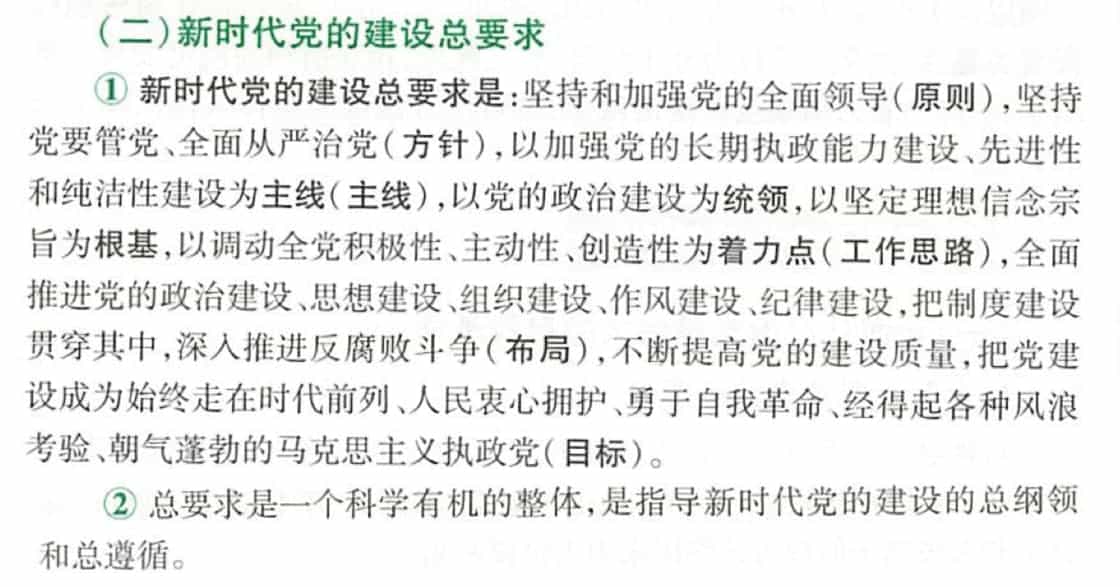 (二)新时代党的建设总要求
① 新时代党的建设总要求是:坚持和加强党的全面领导(原则),坚持
党要管党、全面从严治党(方针),以加强党的长期执政能力建设、先进性
和纯洁性建设为主线(主线),以党的政治建设为统领,以坚定理想信念宗
旨为根基,以调动全党积极性、主动性、创造性为着力点(工作思路),全面
推进党的政治建设、思想建设、组织建设、作风建设、纪律建设,把制度建设
贯穿其中,深入推进反腐败斗争(布局),不断提高党的建设质量,把党建
设成为始终走在时代前列、人民衷心拥护、勇于自我革命、经得起各种风浪
考验、朝气蓬勃的马克思主义执政党(目标)。
② 总要求是一个科学有机的整体,是指导新时代党的建设的总纲领
和总遵循。